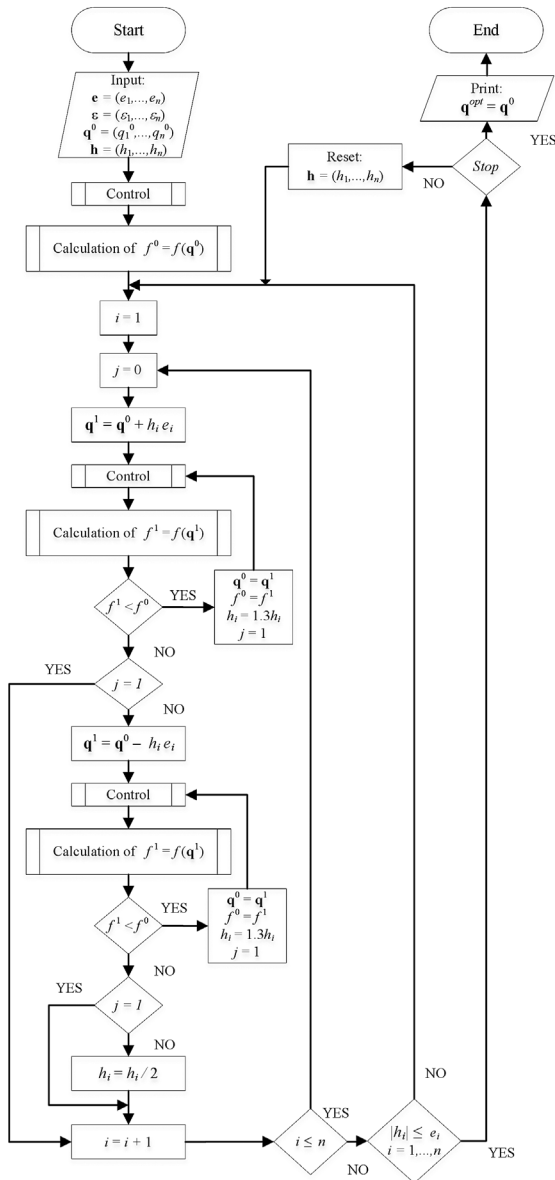 Start
Input:
e = (e₁,...,eₙ)
ε = (ε₁,...,εₙ)
q⁰ = (q₁⁰,...,qₙ⁰)
h = (h₁,...,hₙ)
Control
Calculation of f⁰ = f(q⁰)
i = 1
j = 0
q¹ = q⁰ + hᵢ eᵢ
Control
Calculation of f¹ = f(q¹)
f¹ < f⁰
YES
q⁰ = q¹
f⁰ = f¹
hᵢ = 1.3hᵢ
j = 1
NO
YES
j = 1
NO
q¹ = q⁰ – hᵢ eᵢ
Control
Calculation of f¹ = f(q¹)
f¹ < f⁰
YES
q⁰ = q¹
f⁰ = f¹
hᵢ = 1.3hᵢ
j = 1
NO
YES
j = 1
NO
hᵢ = hᵢ / 2
i = i + 1
i ≤ n
YES
NO
|hᵢ| ≤ eᵢ
i = 1,...,n
NO
YES
Stop
NO
YES
Reset:
h = (h₁,...,hₙ)
Print:
q^opt = q⁰
End